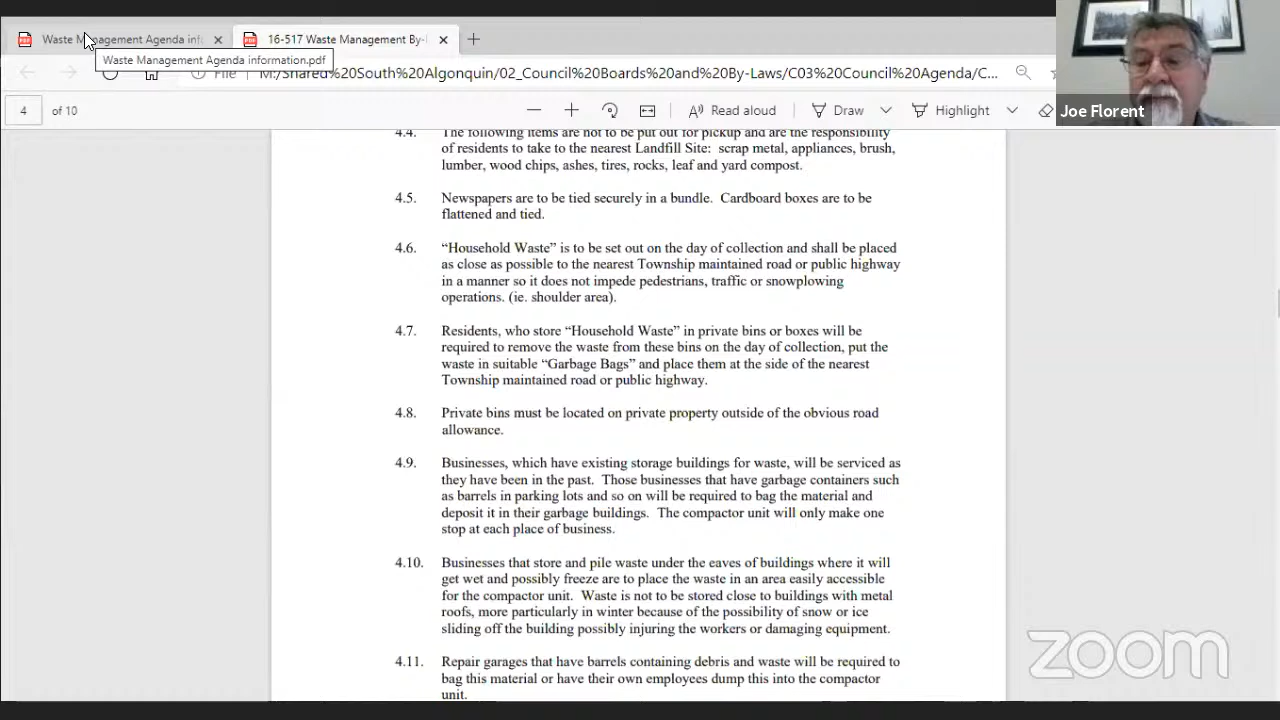 Waste Management Agenda inf
16-517 Waste Management By-
Waste Management Agenda information.pdf
File
M:/Shared%20South%20Algonquin/02_Council%20Boards%20and%20By-Laws/C03%20Council%20Agenda/C...
4
of 10
Read aloud
Draw
Highlight
Joe Florent
4.4. The following items are not to be put out for pickup and are the responsibility
of residents to take to the nearest Landfill Site: scrap metal, appliances, brush,
lumber, wood chips, ashes, tires, rocks, leaf and yard compost.
4.5. Newspapers are to be tied securely in a bundle. Cardboard boxes are to be
flattened and tied.
4.6. “Household Waste” is to be set out on the day of collection and shall be placed
as close as possible to the nearest Township maintained road or public highway
in a manner so it does not impede pedestrians, traffic or snowplowing
operations. (ie. shoulder area).
4.7. Residents, who store “Household Waste” in private bins or boxes will be
required to remove the waste from these bins on the day of collection, put the
waste in suitable “Garbage Bags” and place them at the side of the nearest
Township maintained road or public highway.
4.8. Private bins must be located on private property outside of the obvious road
allowance.
4.9. Businesses, which have existing storage buildings for waste, will be serviced as
they have been in the past. Those businesses that have garbage containers such
as barrels in parking lots and so on will be required to bag the material and
deposit it in their garbage buildings. The compactor unit will only make one
stop at each place of business.
4.10. Businesses that store and pile waste under the eaves of buildings where it will
get wet and possibly freeze are to place the waste in an area easily accessible
for the compactor unit. Waste is not to be stored close to buildings with metal
roofs, more particularly in winter because of the possibility of snow or ice
sliding off the building possibly injuring the workers or damaging equipment.
4.11. Repair garages that have barrels containing debris and waste will be required to
bag this material or have their own employees dump this into the compactor
unit.
zoom